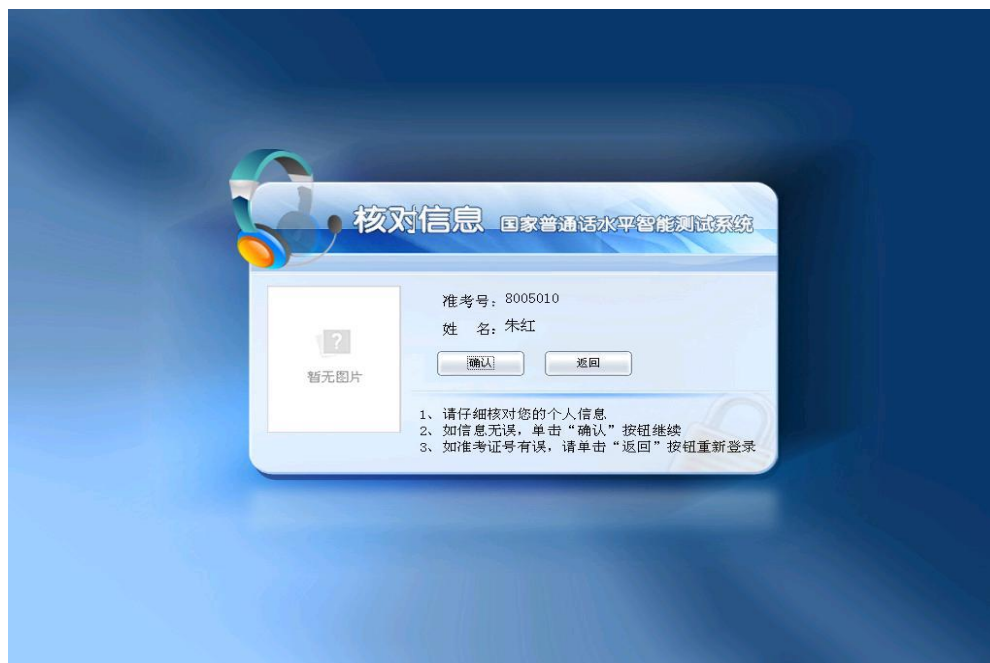 核对信息 国家普通话水平智能测试系统
准考号：8005010
姓 名：朱红
?
暂无图片
确认 返回
1、请仔细核对您的个人信息
2、如信息无误，单击“确认”按钮继续
3、如准考证号有误，请单击“返回”按钮重新登录